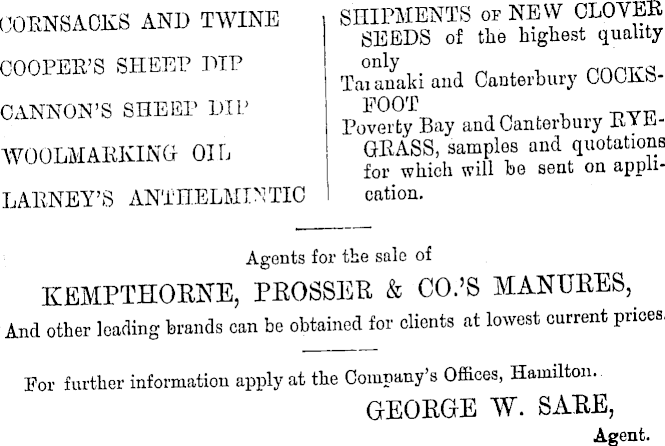 CORNSACKS AND TWINE
COOPER'S SHEEP DIP
CANNON'S SHEEP DIP
WOOLMARKING OIL
LARNEY'S ANTHELMINTIC
SHIPMENTS OF NEW CLOVER
SEEDS of the highest quality
only
Taranaki and Canterbury COCKS-
FOOT
Poverty Bay and Canterbury RYE-
GRASS, samples and quotations
for which will be sent on appli-
cation.
Agents for the sale of
KEMPTHORNE, PROSSER & CO.'S MANURES,
And other leading brands can be obtained for clients at lowest current prices.
For further information apply at the Company's Offices, Hamilton.
GEORGE W. SARE,
Agent.